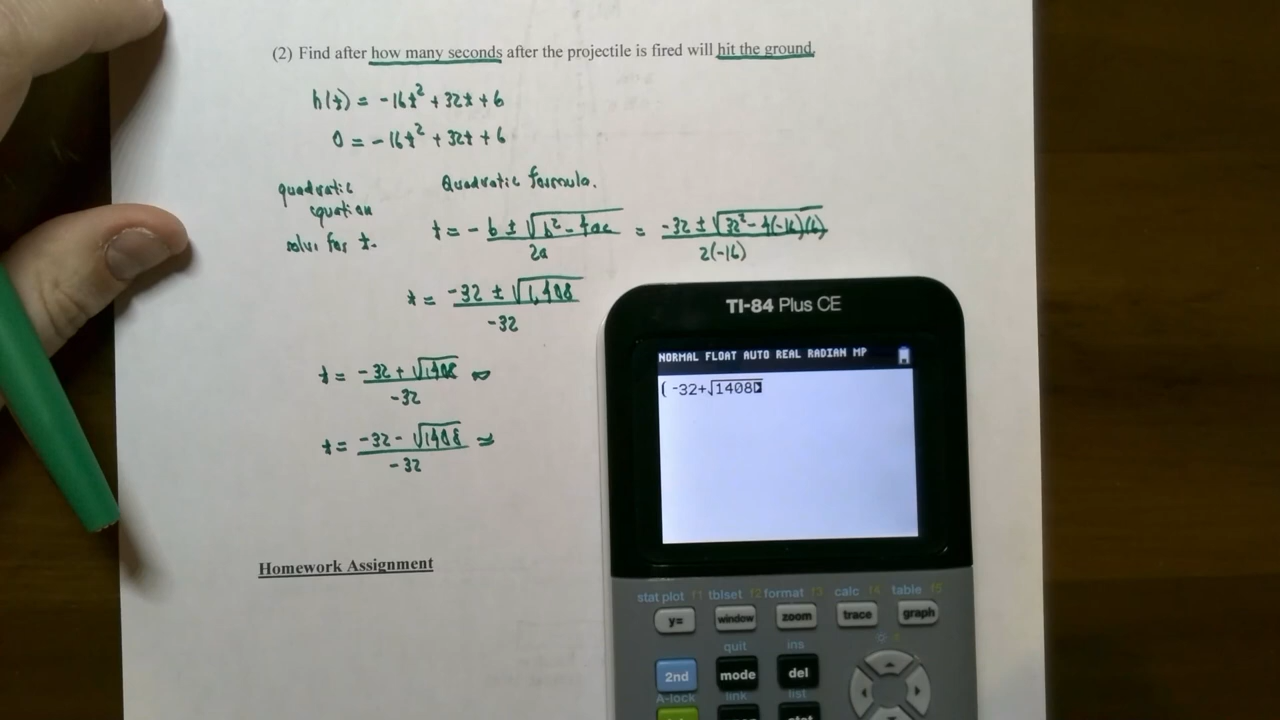 (2) Find after how many seconds after the projectile is fired will hit the ground.
h(t) = -16t² + 32t + 6
0 = -16t² + 32t + 6
quadratic
equation
solve for t.
Quadratic formula.
t = -b ± √b² - 4ac / 2a = -32 ± √32² - 4(-16)(6) / 2(-16)
t = -32 ± √1,408 / -32
t = -32 + √1408 / -32 ≈
t = -32 - √1408 / -32 ≈
Homework Assignment
TI-84 Plus CE
NORMAL FLOAT AUTO REAL RADIAN MP
(-32+√1408
stat plot f1 tblset f2 format f3 calc f4 table f5
y= window zoom trace graph
quit ins
2nd mode del
A-lock link list